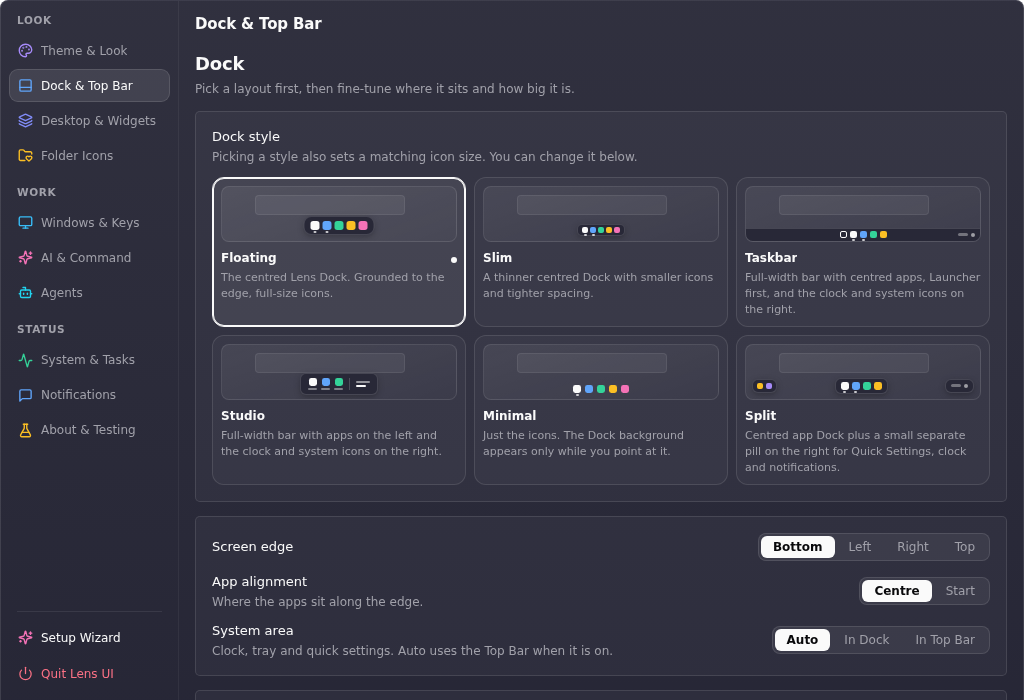 LOOK
Theme & Look
Dock & Top Bar
Desktop & Widgets
Folder Icons
WORK
Windows & Keys
AI & Command
Agents
STATUS
System & Tasks
Notifications
About & Testing
Setup Wizard
Quit Lens UI
Dock & Top Bar
Dock
Pick a layout first, then fine-tune where it sits and how big it is.
Dock style
Picking a style also sets a matching icon size. You can change it below.
Floating
The centred Lens Dock. Grounded to the
edge, full-size icons.
Slim
A thinner centred Dock with smaller icons
and tighter spacing.
Taskbar
Full-width bar with centred apps, Launcher
first, and the clock and system icons on
the right.
Studio
Full-width bar with apps on the left and
the clock and system icons on the right.
Minimal
Just the icons. The Dock background
appears only while you point at it.
Split
Centred app Dock plus a small separate
pill on the right for Quick Settings, clock
and notifications.
Screen edge
Bottom Left Right Top
App alignment
Where the apps sit along the edge.
Centre Start
System area
Clock, tray and quick settings. Auto uses the Top Bar when it is on.
Auto In Dock In Top Bar